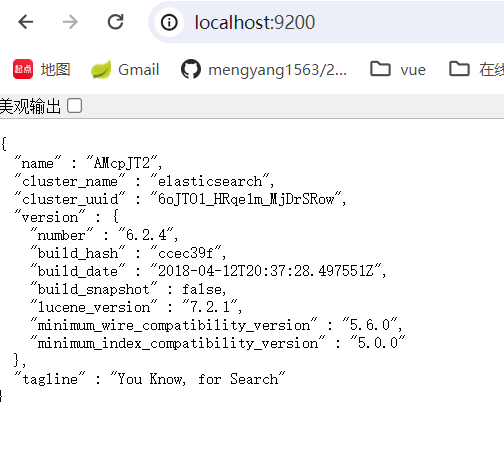 localhost:9200
起点 地图 Gmail mengyang1563/2... vue 在线
美观输出
{
"name" : "AMcpJT2",
"cluster_name" : "elasticsearch",
"cluster_uuid" : "6oJTO1_HRqe1m_MjDrSRow",
"version" : {
"number" : "6.2.4",
"build_hash" : "ccec39f",
"build_date" : "2018-04-12T20:37:28.497551Z",
"build_snapshot" : false,
"lucene_version" : "7.2.1",
"minimum_wire_compatibility_version" : "5.6.0",
"minimum_index_compatibility_version" : "5.0.0"
},
"tagline" : "You Know, for Search"
}